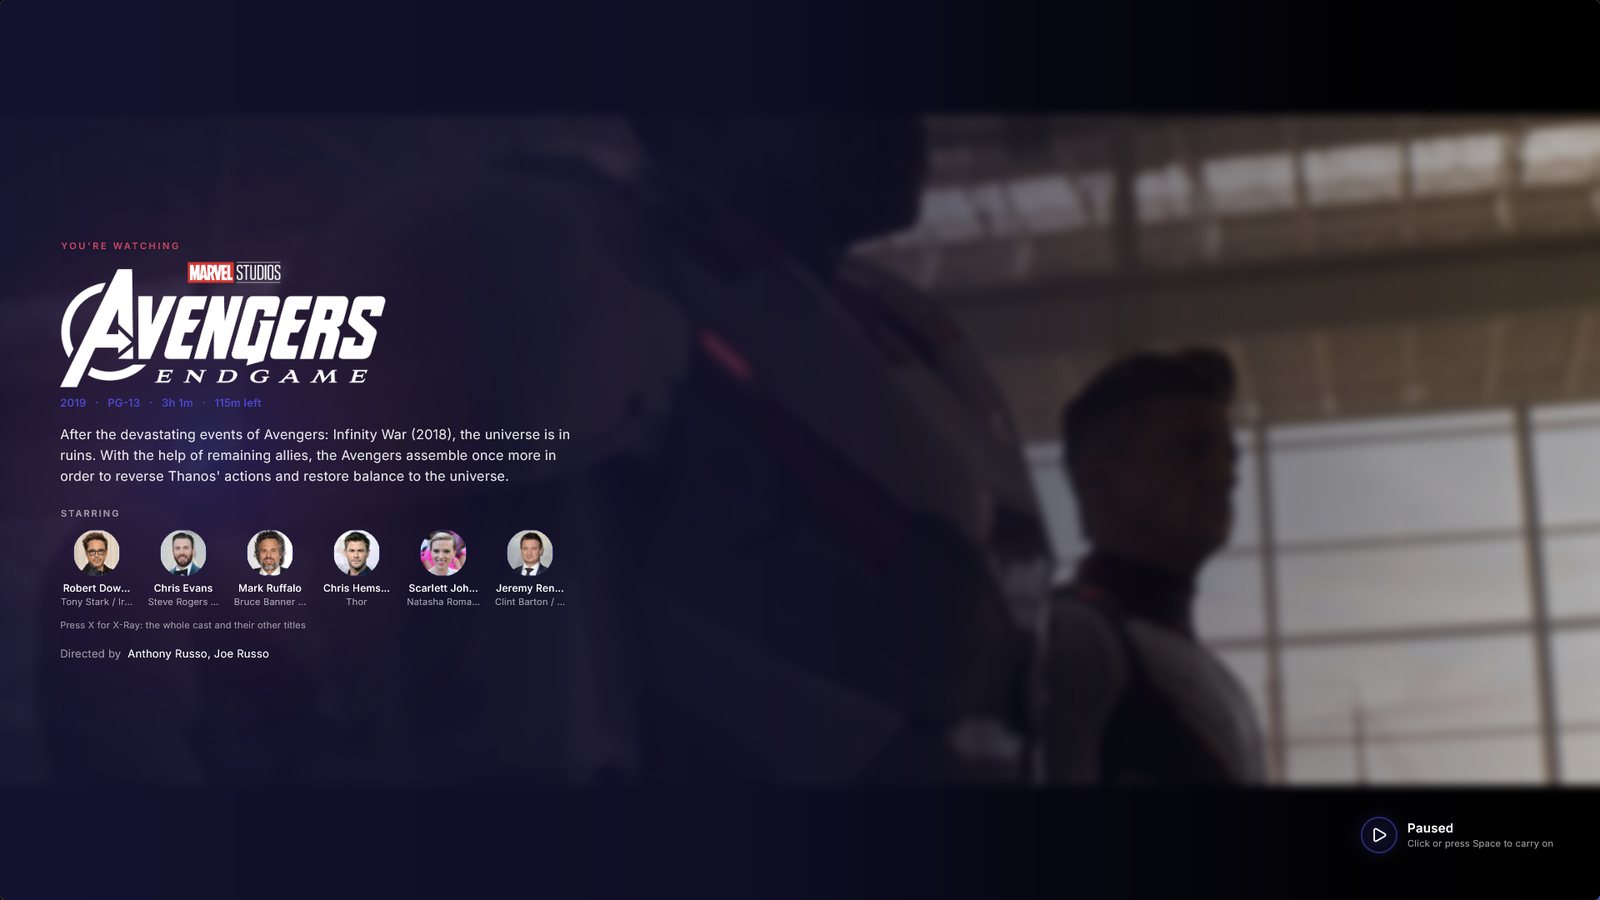 YOU'RE WATCHING
MARVEL STUDIOS
AVENGERS
ENDGAME
2019 · PG-13 · 3h 1m · 115m left
After the devastating events of Avengers: Infinity War (2018), the universe is in
ruins. With the help of remaining allies, the Avengers assemble once more in
order to reverse Thanos' actions and restore balance to the universe.
STARRING
Robert Dow... Chris Evans Mark Ruffalo Chris Hems... Scarlett Joh... Jeremy Ren...
Tony Stark / Ir... Steve Rogers ... Bruce Banner ... Thor Natasha Roma... Clint Barton / ...
Press X for X-Ray: the whole cast and their other titles
Directed by Anthony Russo, Joe Russo
Paused
Click or press Space to carry on